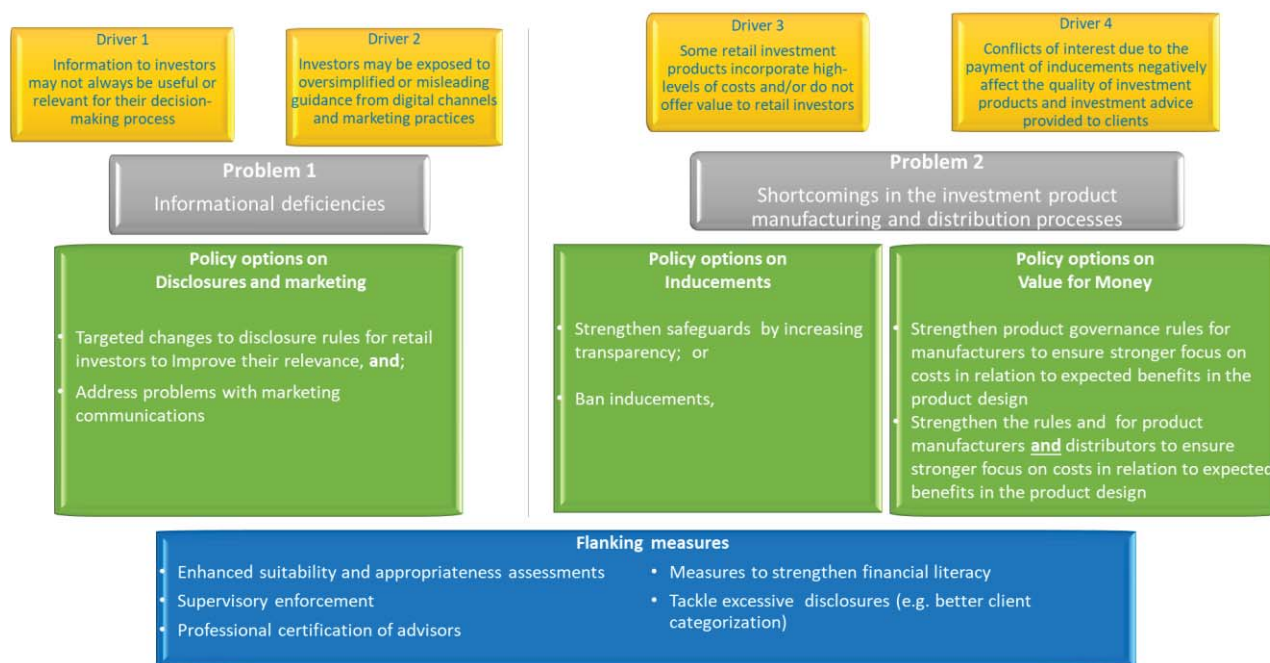 Driver 1
Information to investors
may not always be useful or
relevant for their decision-
making process
Driver 2
Investors may be exposed to
oversimplified or misleading
guidance from digital channels
and marketing practices
Driver 3
Some retail investment
products incorporate high-
levels of costs and/or do not
offer value to retail investors
Driver 4
Conflicts of interest due to the
payment of inducements negatively
affect the quality of investment
products and investment advice
provided to clients
Problem 1
Informational deficiencies
Problem 2
Shortcomings in the investment product
manufacturing and distribution processes
Policy options on
Disclosures and marketing
• Targeted changes to disclosure rules for retail
investors to Improve their relevance, and;
• Address problems with marketing
communications
Policy options on
Inducements
• Strengthen safeguards by increasing
transparency; or
• Ban inducements,
Policy options on
Value for Money
• Strengthen product governance rules for
manufacturers to ensure stronger focus on
costs in relation to expected benefits in the
product design
• Strengthen the rules and for product
manufacturers and distributors to ensure
stronger focus on costs in relation to expected
benefits in the product design
Flanking measures
• Enhanced suitability and appropriateness assessments
• Supervisory enforcement
• Professional certification of advisors
• Measures to strengthen financial literacy
• Tackle excessive disclosures (e.g. better client
categorization)